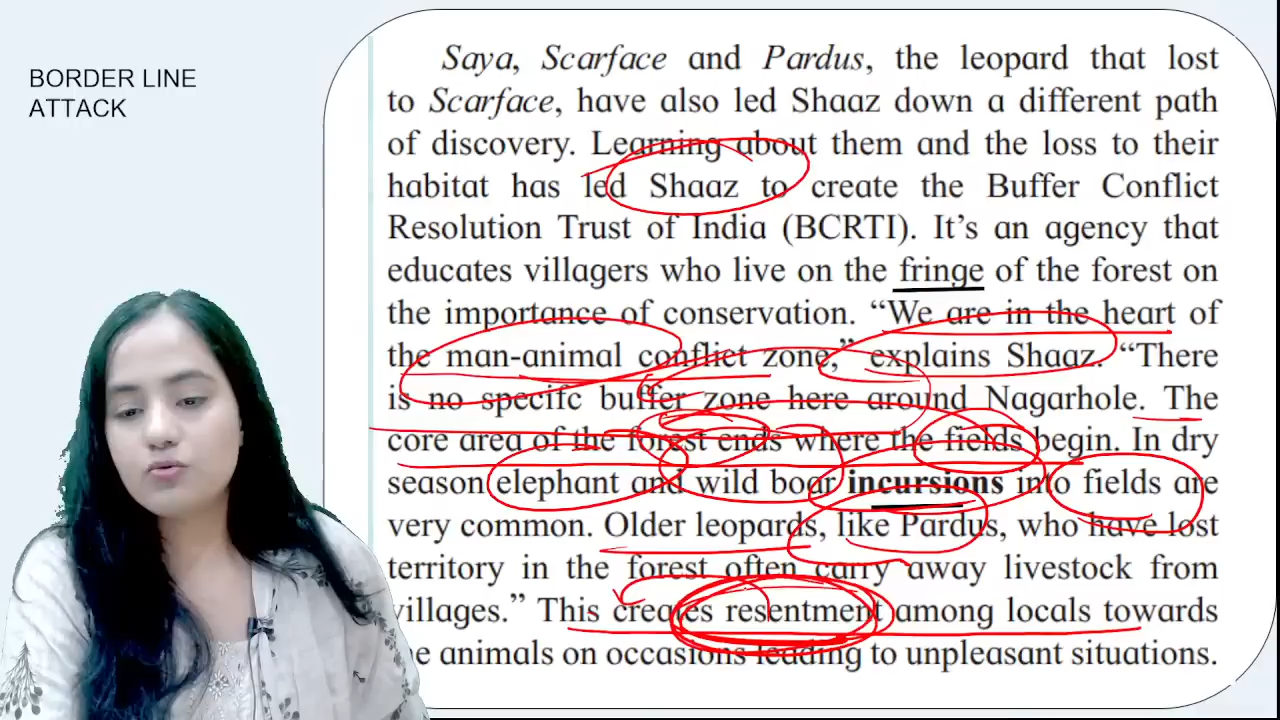 BORDER LINE
ATTACK
Saya, Scarface and Pardus, the leopard that lost
to Scarface, have also led Shaaz down a different path
of discovery. Learning about them and the loss to their
habitat has led Shaaz to create the Buffer Conflict
Resolution Trust of India (BCRTI). It’s an agency that
educates villagers who live on the fringe of the forest on
the importance of conservation. “We are in the heart of
the man-animal conflict zone,” explains Shaaz. “There
is no specifc buffer zone here around Nagarhole. The
core area of the forest ends where the fields begin. In dry
season elephant and wild boar incursions into fields are
very common. Older leopards, like Pardus, who have lost
territory in the forest often carry away livestock from
villages.” This creates resentment among locals towards
animals on occasions leading to unpleasant situations.